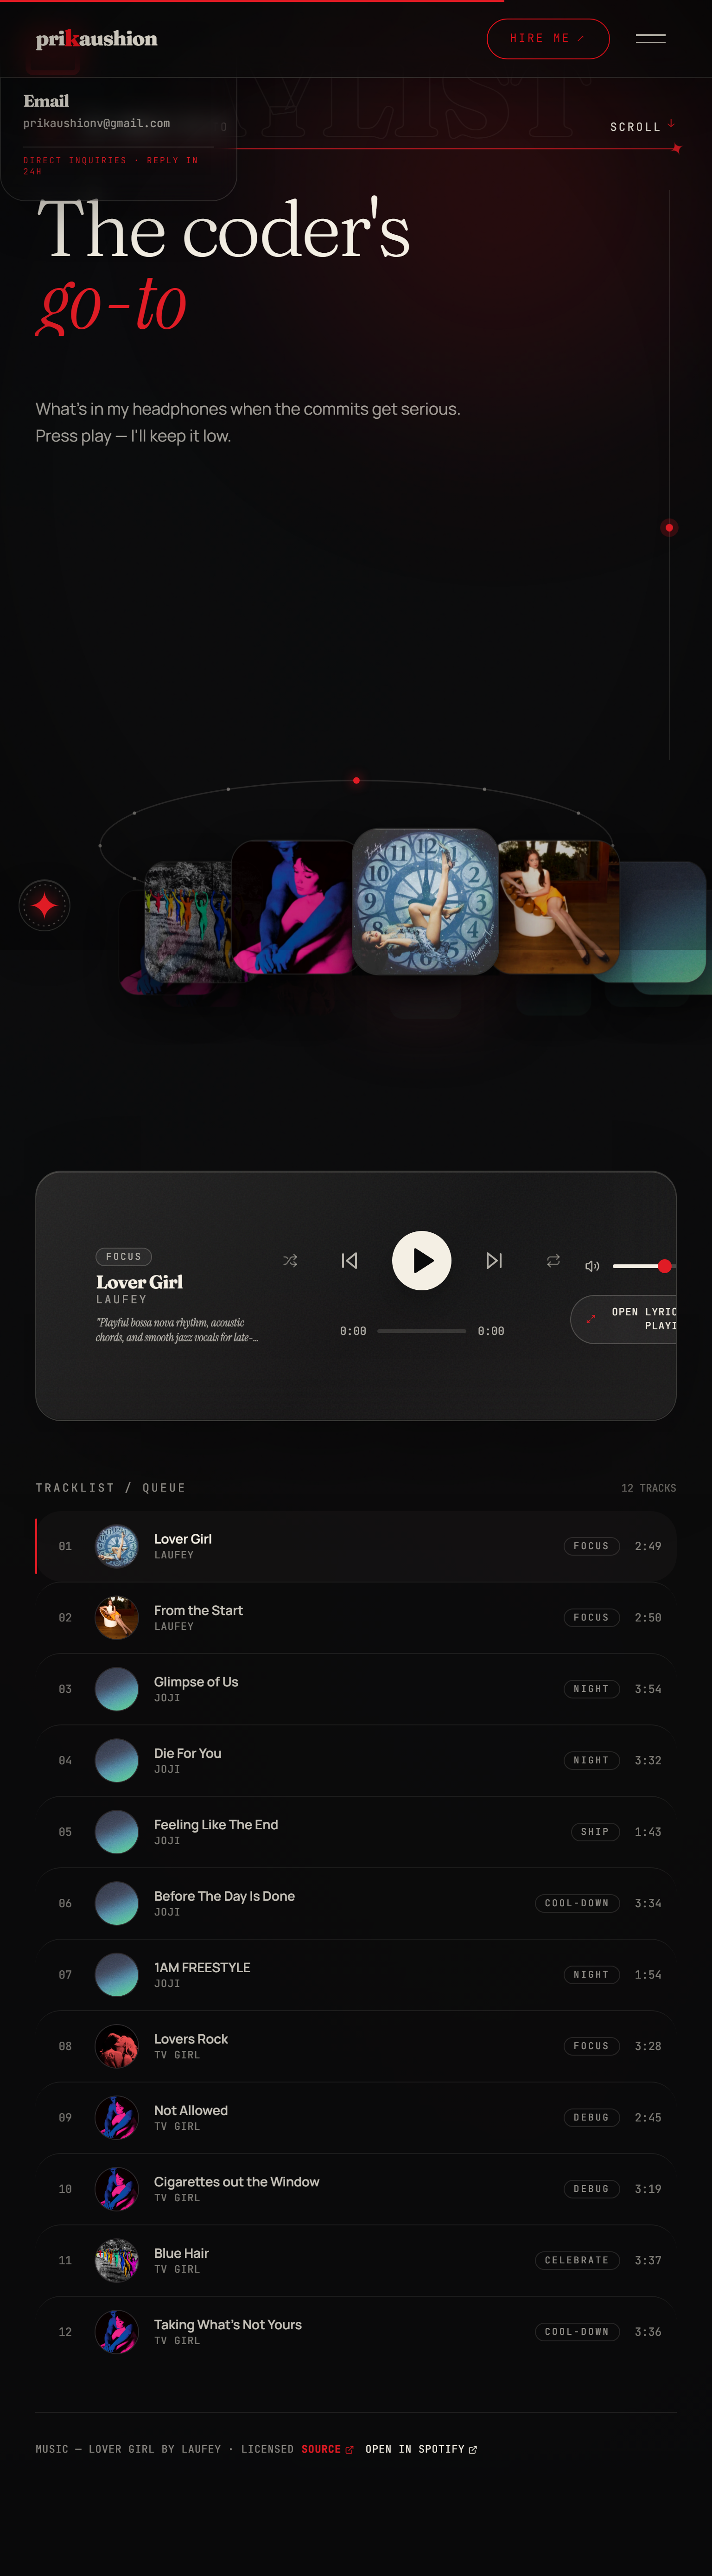 prikaushion
HIRE ME ↗
Email
prikaushionv@gmail.com
DIRECT INQUIRIES · REPLY IN
24H
YLIST
SCROLL ↓
The coder's
go-to
What's in my headphones when the commits get serious.
Press play — I'll keep it low.
FOCUS
Lover Girl
LAUFEY
"Playful bossa nova rhythm, acoustic
chords, and smooth jazz vocals for late-...
0:00 0:00
OPEN LYRIC
PLAYI
TRACKLIST / QUEUE 12 TRACKS
01 Lover Girl FOCUS 2:49
LAUFEY
02 From the Start FOCUS 2:50
LAUFEY
03 Glimpse of Us NIGHT 3:54
JOJI
04 Die For You NIGHT 3:32
JOJI
05 Feeling Like The End SHIP 1:43
JOJI
06 Before The Day Is Done COOL-DOWN 3:34
JOJI
07 1AM FREESTYLE NIGHT 1:54
JOJI
08 Lovers Rock FOCUS 3:28
TV GIRL
09 Not Allowed DEBUG 2:45
TV GIRL
10 Cigarettes out the Window DEBUG 3:19
TV GIRL
11 Blue Hair CELEBRATE 3:37
TV GIRL
12 Taking What's Not Yours COOL-DOWN 3:36
TV GIRL
MUSIC — LOVER GIRL BY LAUFEY · LICENSED SOURCE OPEN IN SPOTIFY